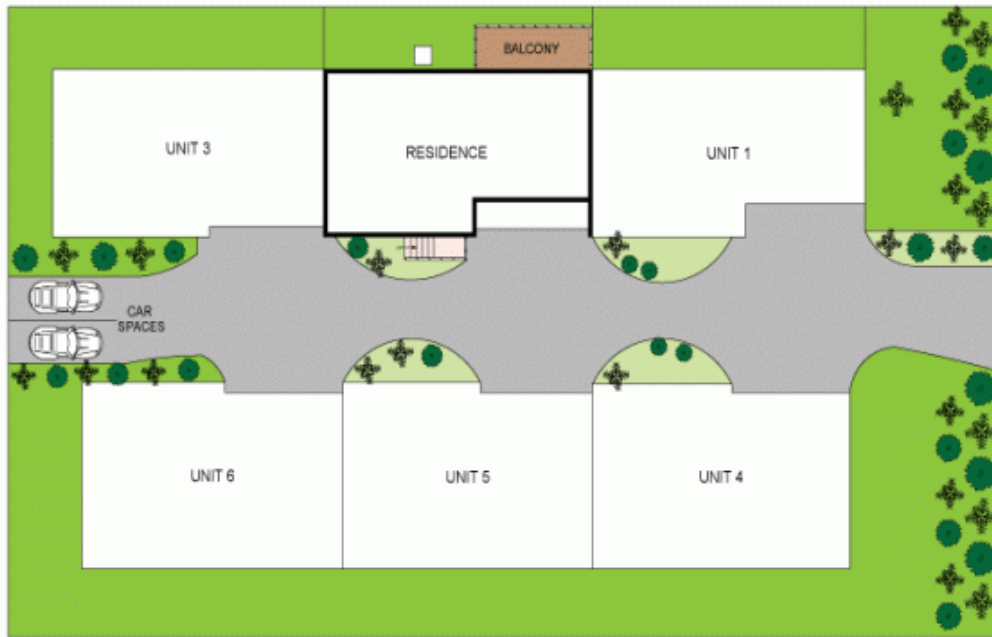 BALCONY
UNIT 3
RESIDENCE
UNIT 1
CAR
SPACES
UNIT 6
UNIT 5
UNIT 4